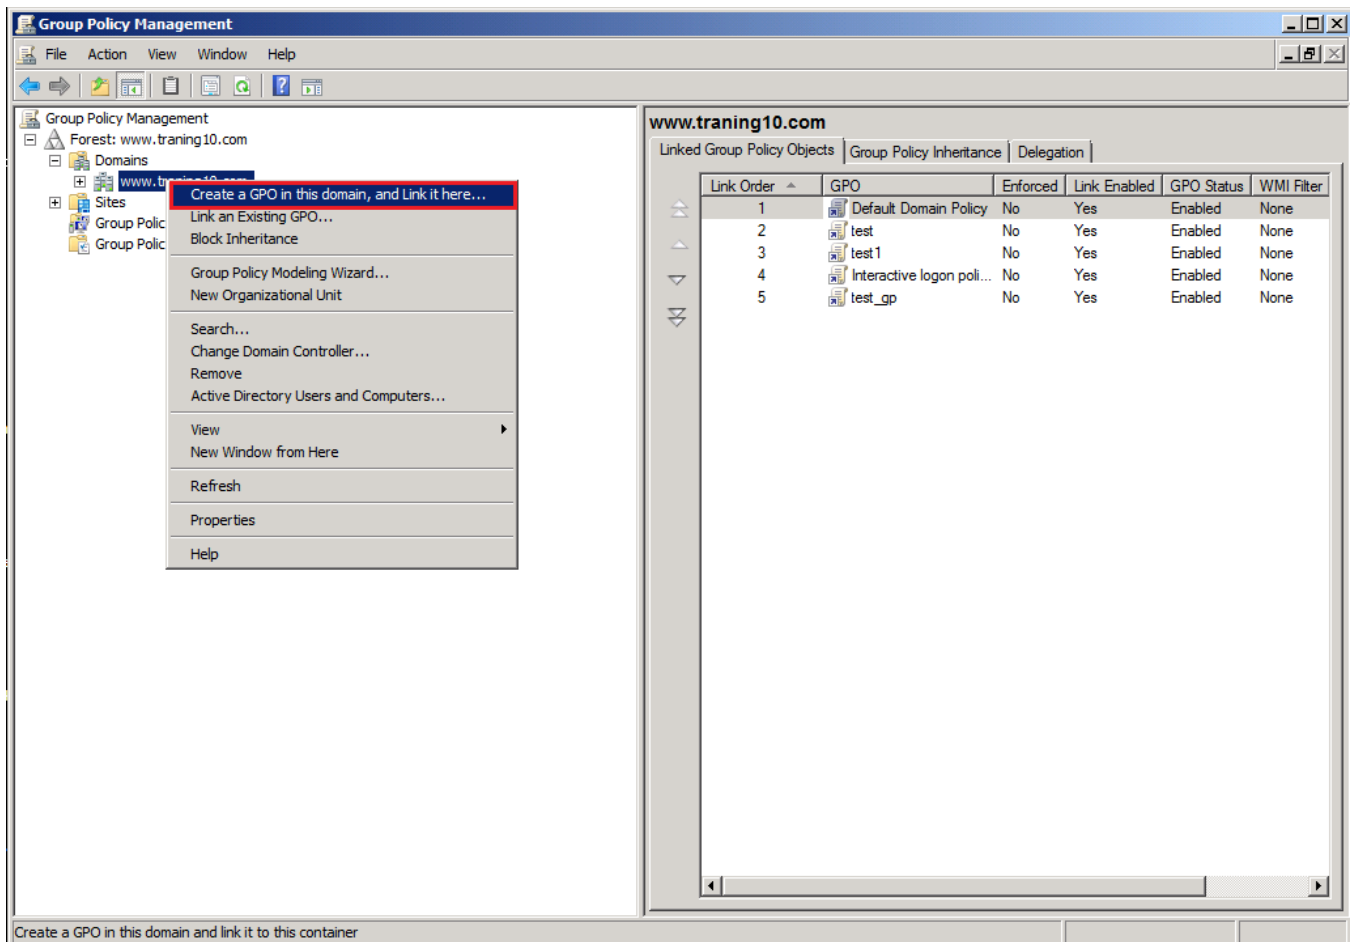 Group Policy Management
File Action View Window Help
Group Policy Management
Forest: www.traning10.com
Domains
Sites
Create a GPO in this domain, and Link it here...
Link an Existing GPO...
Block Inheritance
Group Policy Modeling Wizard...
New Organizational Unit
Search...
Change Domain Controller...
Remove
Active Directory Users and Computers...
View
New Window from Here
Refresh
Properties
Help
www.traning10.com
Linked Group Policy Objects Group Policy Inheritance Delegation
Link Order GPO Enforced Link Enabled GPO Status WMI Filter
1 Default Domain Policy No Yes Enabled None
2 test No Yes Enabled None
3 test1 No Yes Enabled None
4 Interactive logon poli... No Yes Enabled None
5 test_gp No Yes Enabled None
Create a GPO in this domain and link it to this container